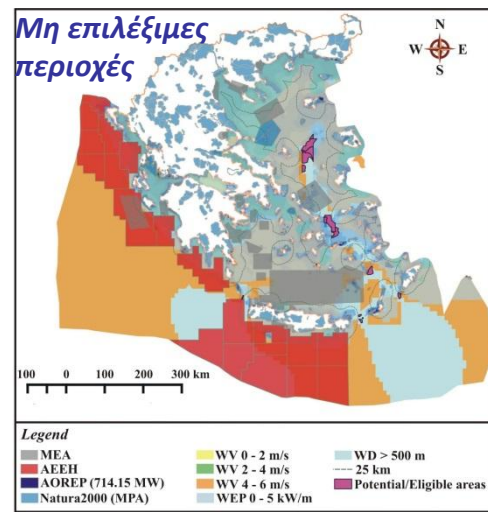 Μη επιλέξιμες
περιοχές
N
W E
S
100 0 100 200 300 km
Legend
MEA
AEEH
AOREP (714.15 MW)
Natura2000 (MPA)
WV 0 - 2 m/s
WV 2 - 4 m/s
WV 4 - 6 m/s
WEP 0 - 5 kW/m
WD > 500 m
25 km
Potential/Eligible areas